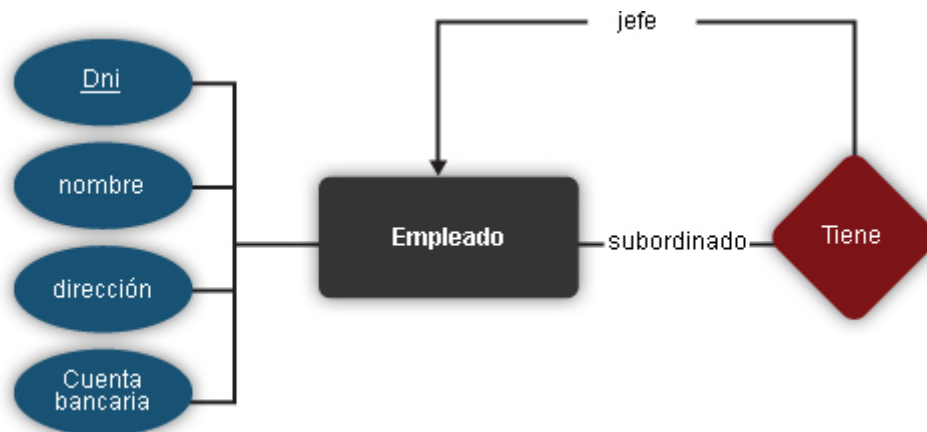 jefe
Dni
nombre
Empleado
subordinado
Tiene
dirección
Cuenta
bancaria